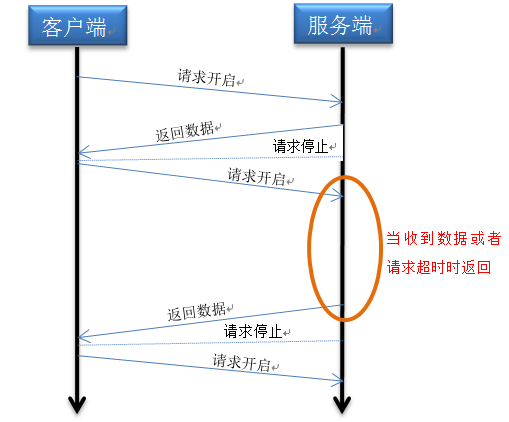 客户端
服务端
请求开启
返回数据
请求停止
请求开启
当收到数据或者
请求超时时返回
返回数据
请求停止
请求开启